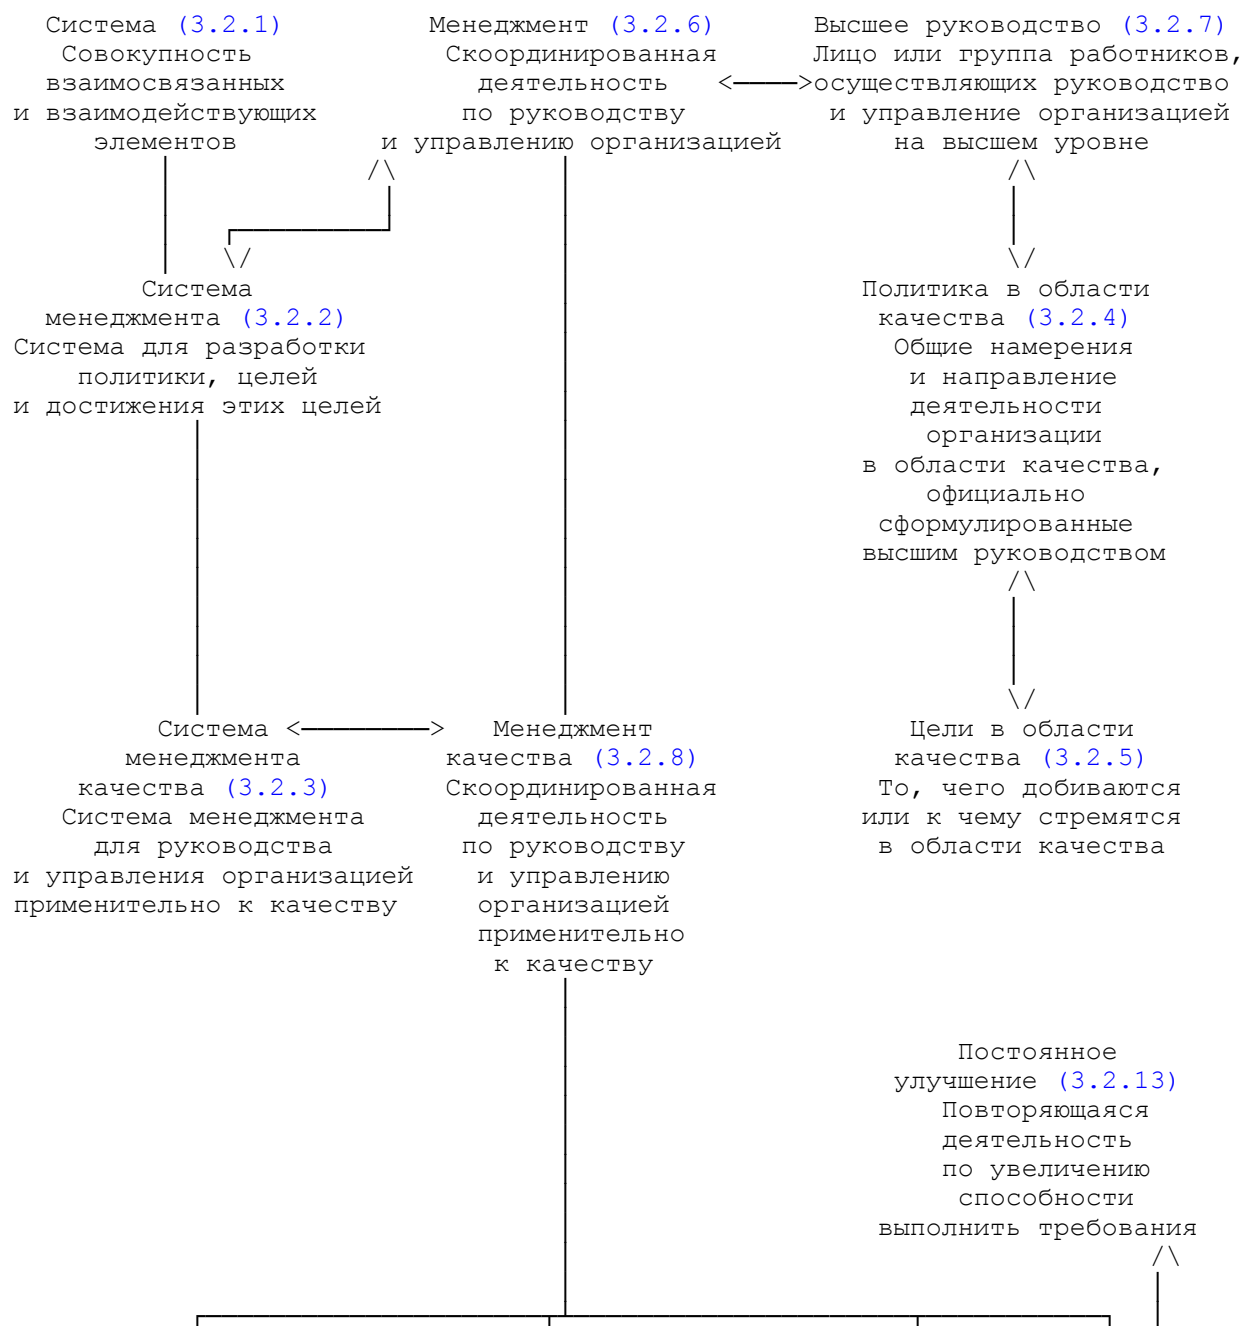 Система (3.2.1)
Совокупность
взаимосвязанных
и взаимодействующих
элементов
Менеджмент (3.2.6)
Скоординированная
деятельность
по руководству
и управлению организацией
Высшее руководство (3.2.7)
Лицо или группа работников,
осуществляющих руководство
и управление организацией
на высшем уровне
Система
менеджмента (3.2.2)
Система для разработки
политики, целей
и достижения этих целей
Политика в области
качества (3.2.4)
Общие намерения
и направление
деятельности
организации
в области качества,
официально
сформулированные
высшим руководством
Система
менеджмента
качества (3.2.3)
Система менеджмента
для руководства
и управления организацией
применительно к качеству
Менеджмент
качества (3.2.8)
Скоординированная
деятельность
по руководству
и управлению
организацией
применительно
к качеству
Цели в области
качества (3.2.5)
То, чего добиваются
или к чему стремятся
в области качества
Постоянное
улучшение (3.2.13)
Повторяющаяся
деятельность
по увеличению
способности
выполнить требования